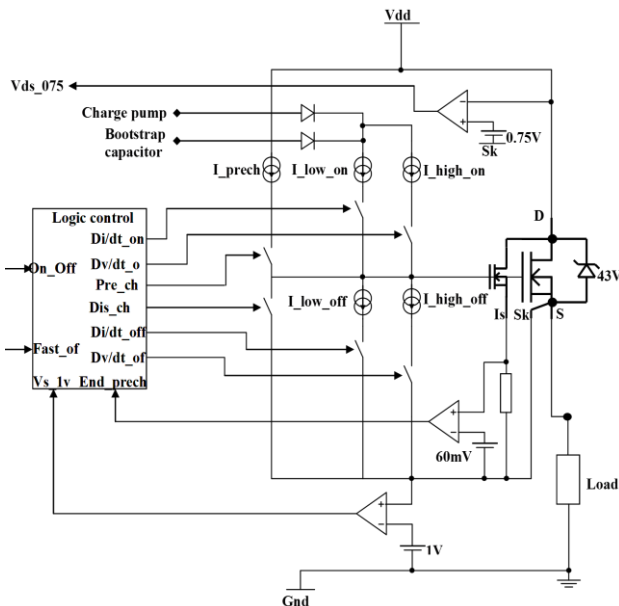 Vdd
Vds_075
Charge pump
Bootstrap
capacitor
0.75V
Sk
I_prech
I_low_on
I_high_on
Logic control
Di/dt_on
D
On_Off
Dv/dt_o
Pre_ch
43V
Dis_ch
I_low_off
I_high_off
Is
Sk
S
Di/dt_off
Fast_of
Dv/dt_of
Vs_1v
End_prech
60mV
Load
1V
Gnd